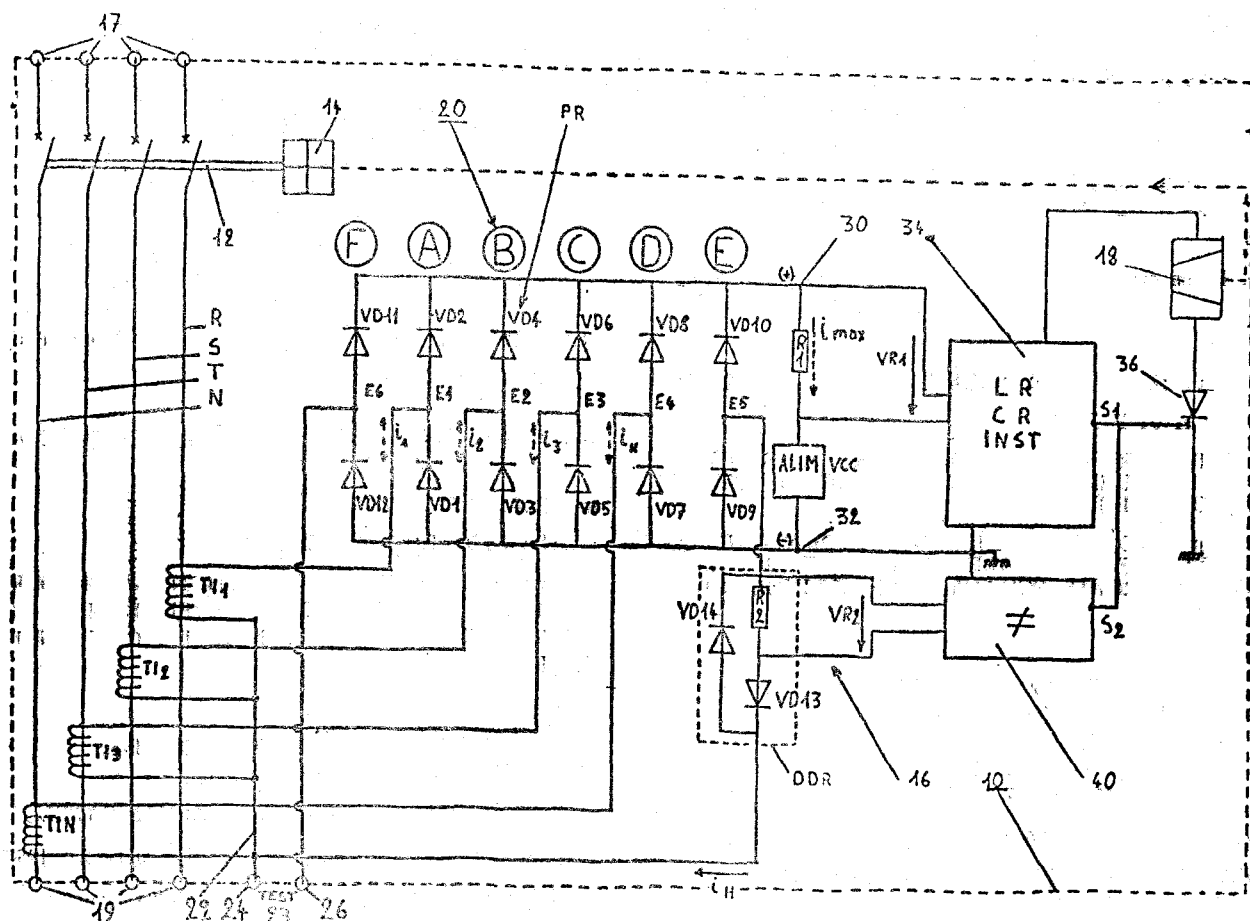 17
14
20
PR
12
F A B C D E
30
34
18
(+)
VD11 VD2 VD4 VD6 VD8 VD10
R1
i max
VR1
36
R
S
T
N
E6 E1 E2 E3 E4 E5
L R
C R
INST
S1
i1 i2 i3
ALIM VCC
VD12 VD1 VD3 VD5 VD7 VD9
(-)
32
TI1
VD14
R2
VR2
≠
S2
TI2
VD13
TI3
DDR
16
10
40
TIN
iH
19 22 24 TEST 23 26